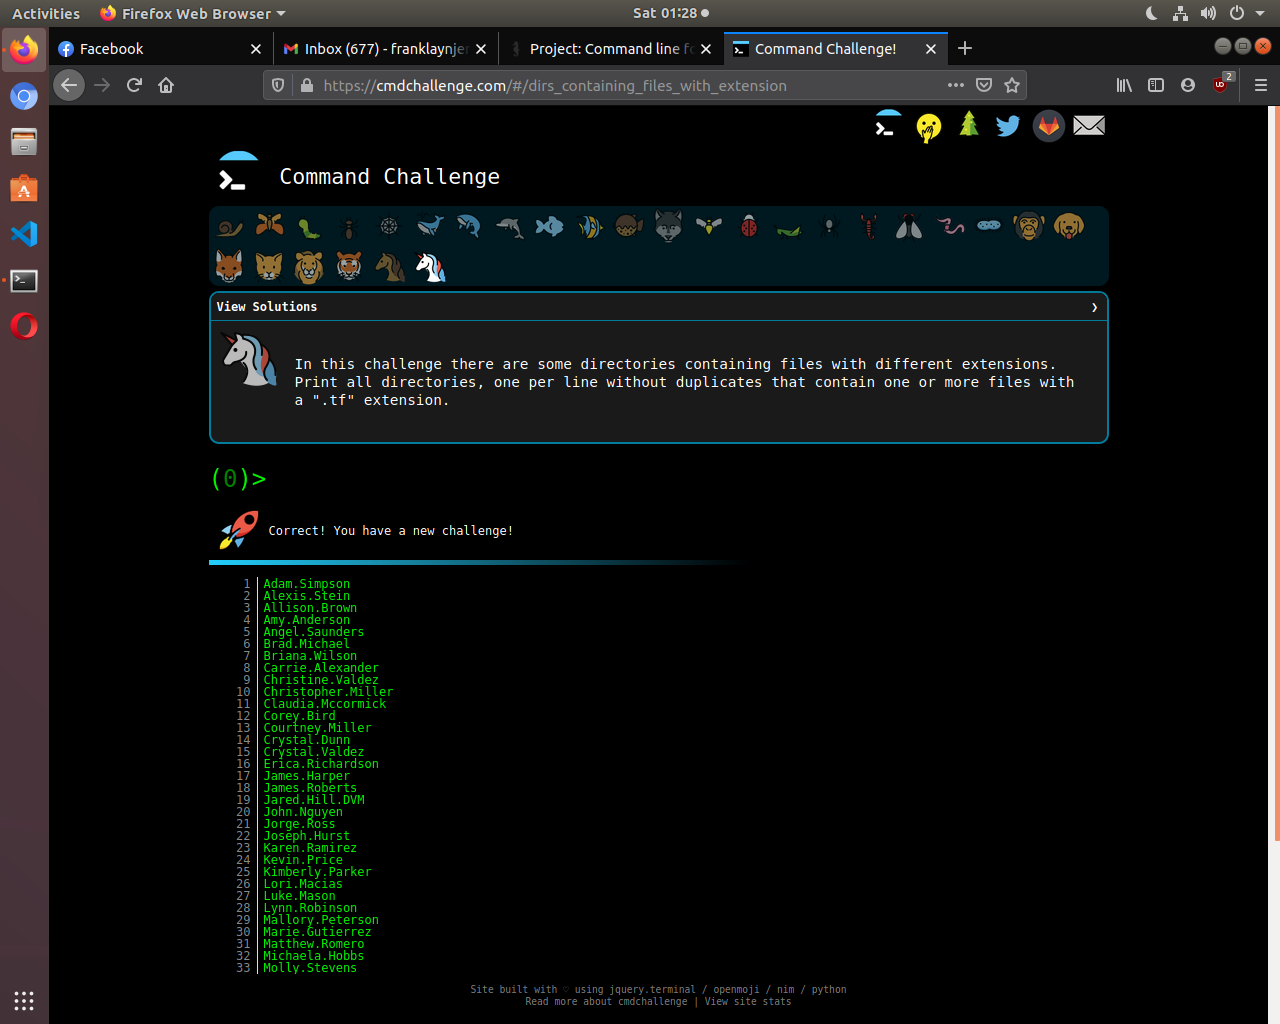 Activities
Firefox Web Browser
Sat 01:28
Facebook
Inbox (677) - franklaynjer
Project: Command line fo
Command Challenge!
https://cmdchallenge.com/#/dirs_containing_files_with_extension
2
Command Challenge
View Solutions
In this challenge there are some directories containing files with different extensions.
Print all directories, one per line without duplicates that contain one or more files with
a ".tf" extension.
(0)>
Correct! You have a new challenge!
1 Adam.Simpson
2 Alexis.Stein
3 Allison.Brown
4 Amy.Anderson
5 Angel.Saunders
6 Brad.Michael
7 Briana.Wilson
8 Carrie.Alexander
9 Christine.Valdez
10 Christopher.Miller
11 Claudia.Mccormick
12 Corey.Bird
13 Courtney.Miller
14 Crystal.Dunn
15 Crystal.Valdez
16 Erica.Richardson
17 James.Harper
18 James.Roberts
19 Jared.Hill.DVM
20 John.Nguyen
21 Jorge.Ross
22 Joseph.Hurst
23 Karen.Ramirez
24 Kevin.Price
25 Kimberly.Parker
26 Lori.Macias
27 Luke.Mason
28 Lynn.Robinson
29 Mallory.Peterson
30 Marie.Gutierrez
31 Matthew.Romero
32 Michaela.Hobbs
33 Molly.Stevens
Site built with ♡ using jquery.terminal / openmoji / nim / python
Read more about cmdchallenge | View site stats